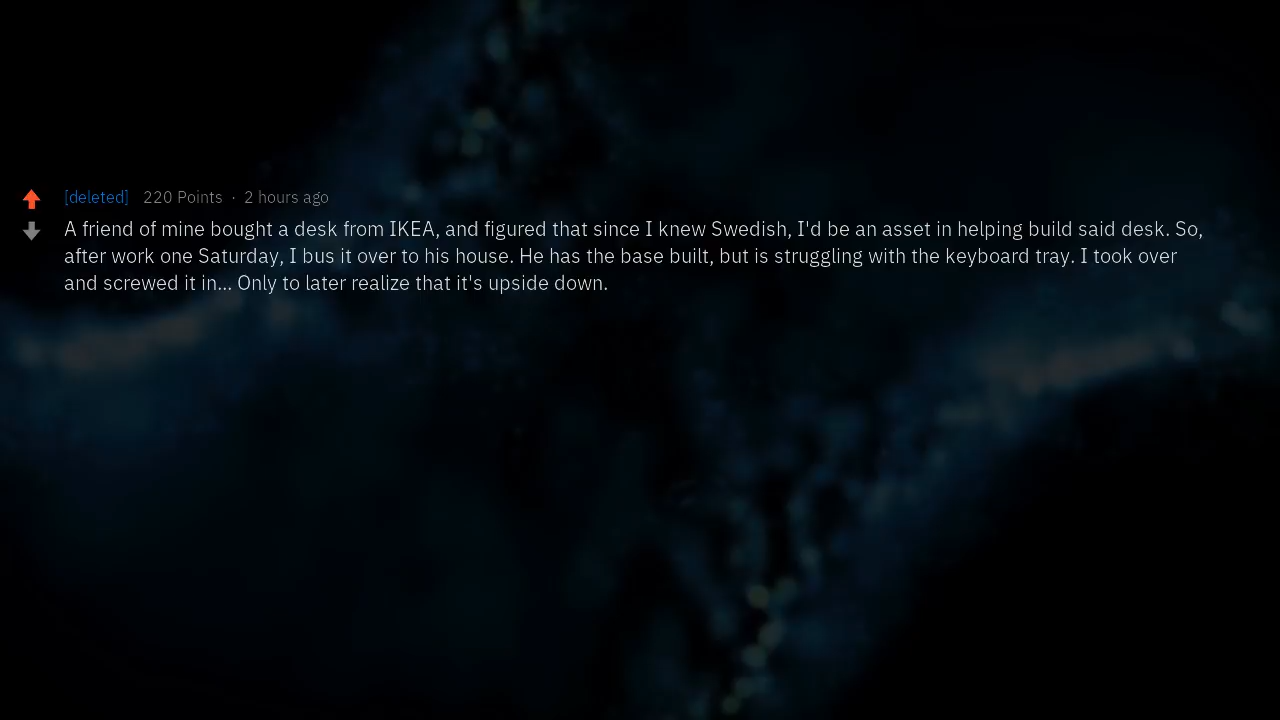 [deleted] 220 Points · 2 hours ago
A friend of mine bought a desk from IKEA, and figured that since I knew Swedish, I'd be an asset in helping build said desk. So,
after work one Saturday, I bus it over to his house. He has the base built, but is struggling with the keyboard tray. I took over
and screwed it in... Only to later realize that it's upside down.